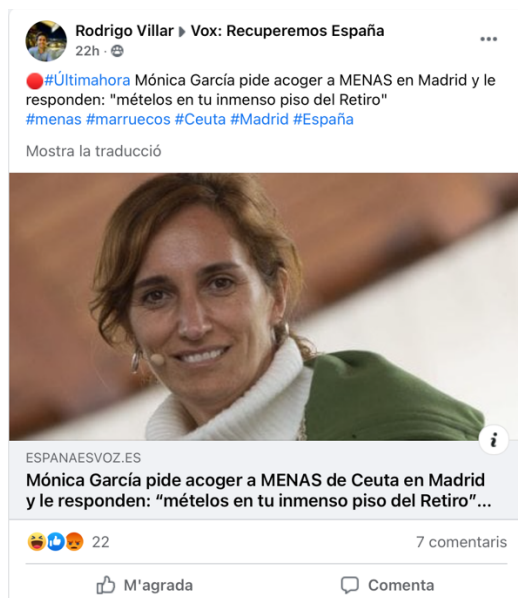 Rodrigo Villar ▸ Vox: Recuperemos España
22h ·
🔴#Últimahora Mónica García pide acoger a MENAS en Madrid y le
responden: "mételos en tu inmenso piso del Retiro"
#menas #marruecos #Ceuta #Madrid #España
Mostra la traducció
i
ESPANAESVOZ.ES
Mónica García pide acoger a MENAS de Ceuta en Madrid
y le responden: “mételos en tu inmenso piso del Retiro”...
22
7 comentaris
M'agrada
Comenta